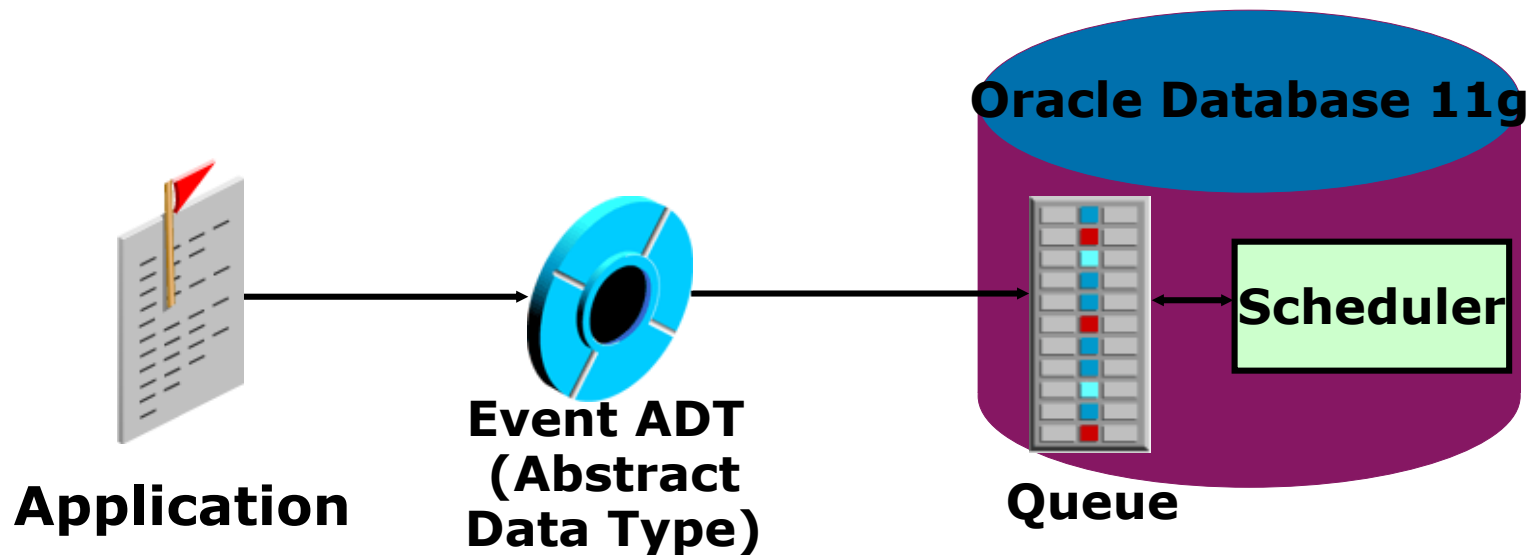 Oracle Database 11g
Scheduler
Event ADT
(Abstract
Data Type)
Application
Queue